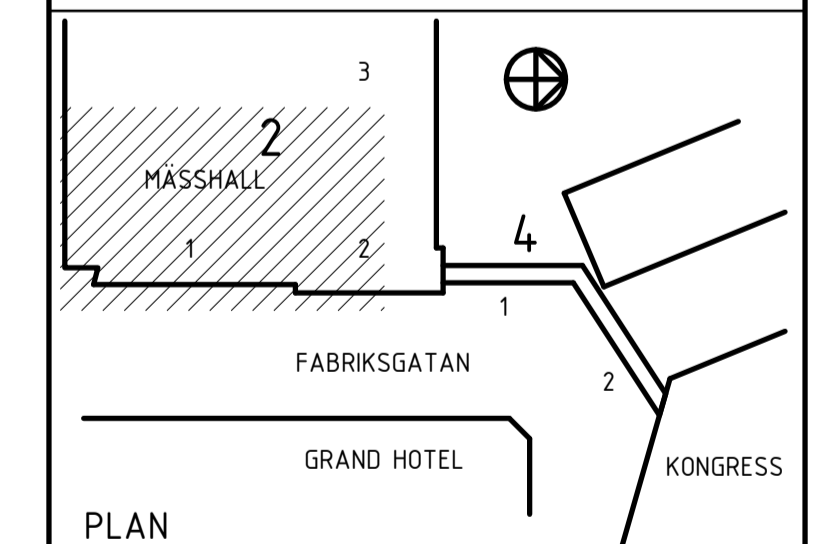 3
2
MÄSSHALL
4
1
2
1
FABRIKSGATAN
2
GRAND HOTEL
KONGRESS
PLAN